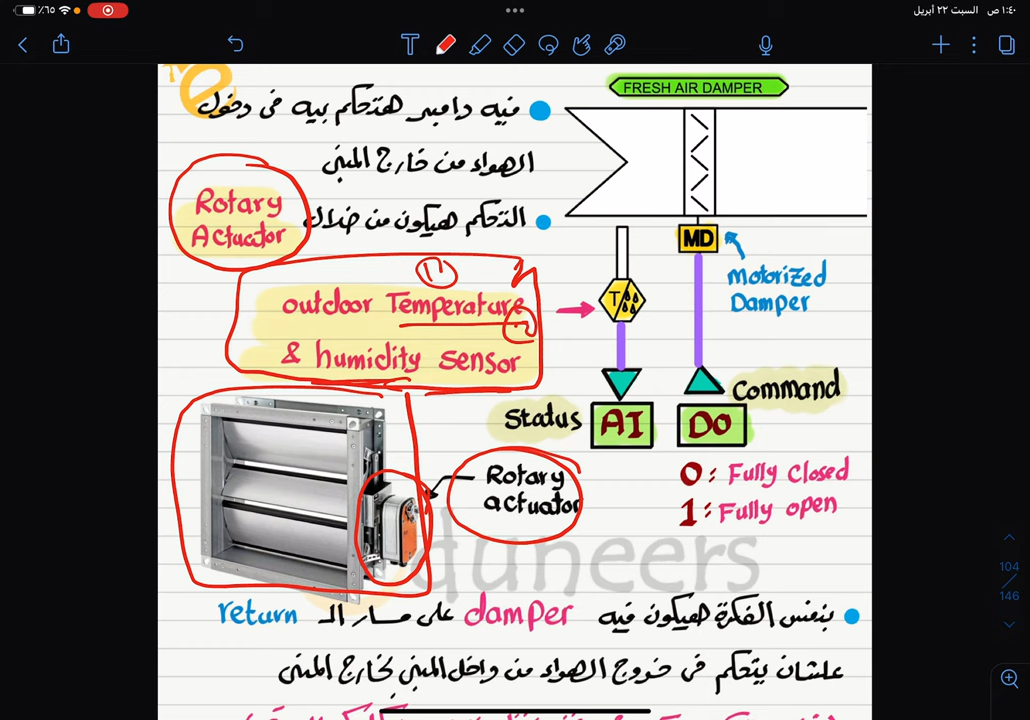 ٪٦٥
١:٤٠ ص السبت ٢٢ أبريل
FRESH AIR DAMPER
فيه دامبر هتحكم بيه فى دخول
الهواء من خارج المبنى
التحكم هيكون من خلال
Rotary
Actuator
MD
motorized
Damper
outdoor Temperature
& humidity sensor
T
Command
Status
AI
DO
0: Fully Closed
1: Fully open
Rotary
actuator
eduneers
بنفس الفكرة هيكون فيه damper على مسار الـ return
علشان يتحكم فى خروج الهواء من داخل المبنى لخارج المبنى
104
146